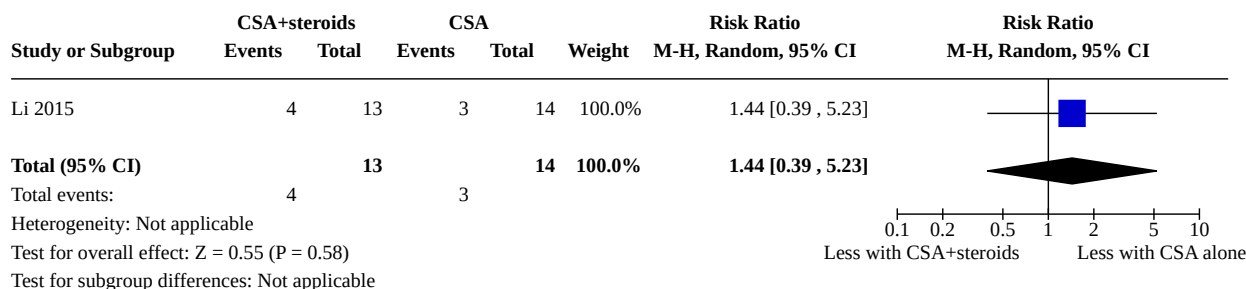 CSA+steroids CSA Risk Ratio Risk Ratio
Study or Subgroup Events Total Events Total Weight M-H, Random, 95% CI M-H, Random, 95% CI
Li 2015 4 13 3 14 100.0% 1.44 [0.39 , 5.23]
Total (95% CI) 13 14 100.0% 1.44 [0.39 , 5.23]
Total events: 4 3
Heterogeneity: Not applicable
0.1 0.2 0.5 1 2 5 10
Test for overall effect: Z = 0.55 (P = 0.58) Less with CSA+steroids Less with CSA alone
Test for subgroup differences: Not applicable